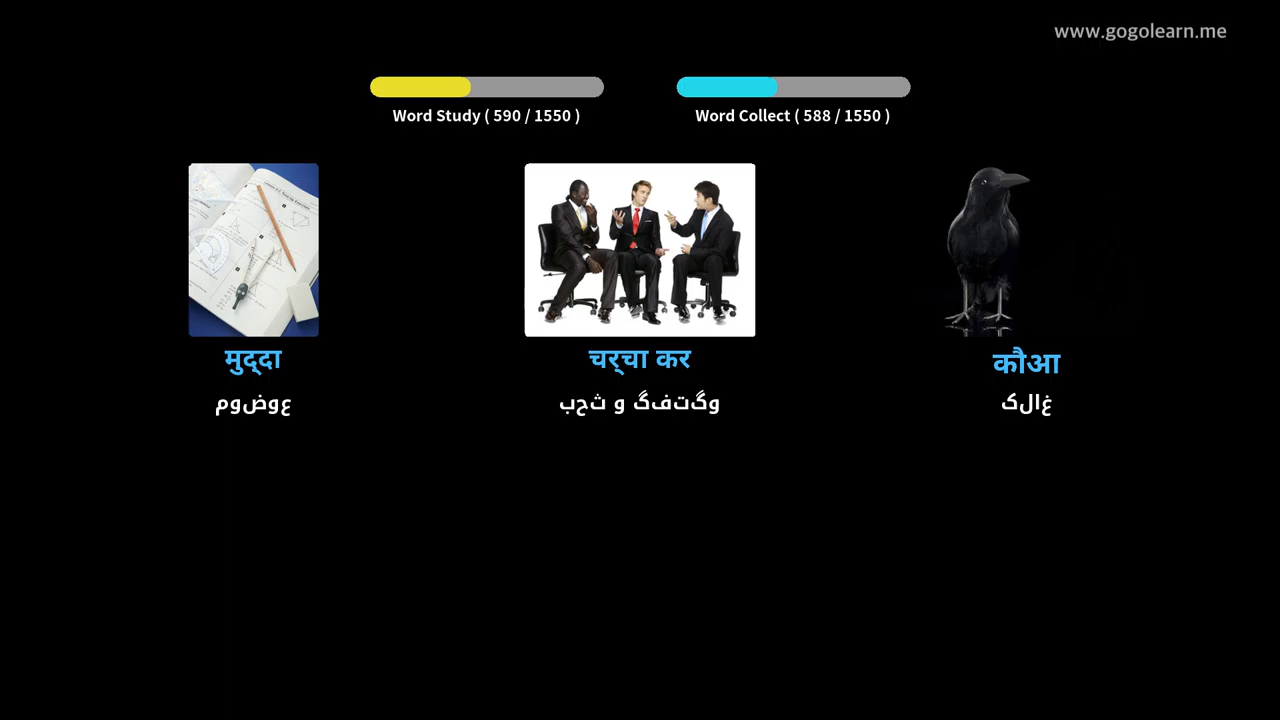 www.gogolearn.me
Word Study ( 590 / 1550 )
Word Collect ( 588 / 1550 )
मुद्दा
चर्चा कर
कौआ
موضوع
بحث و گفتگو
کلاغ